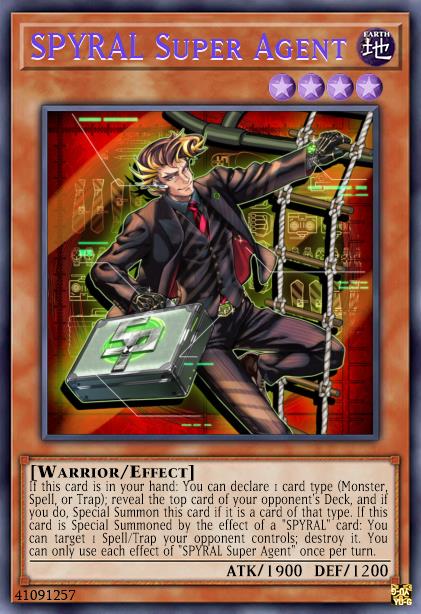 SPYRAL Super Agent
EARTH
地
[Warrior/Effect]
If this card is in your hand: You can declare 1 card type (Monster,
Spell, or Trap); reveal the top card of your opponent's Deck, and if
you do, Special Summon this card if it is a card of that type. If this
card is Special Summoned by the effect of a "SPYRAL" card: You
can target 1 Spell/Trap your opponent controls; destroy it. You
can only use each effect of "SPYRAL Super Agent" once per turn.
ATK/1900 DEF/1200
41091257